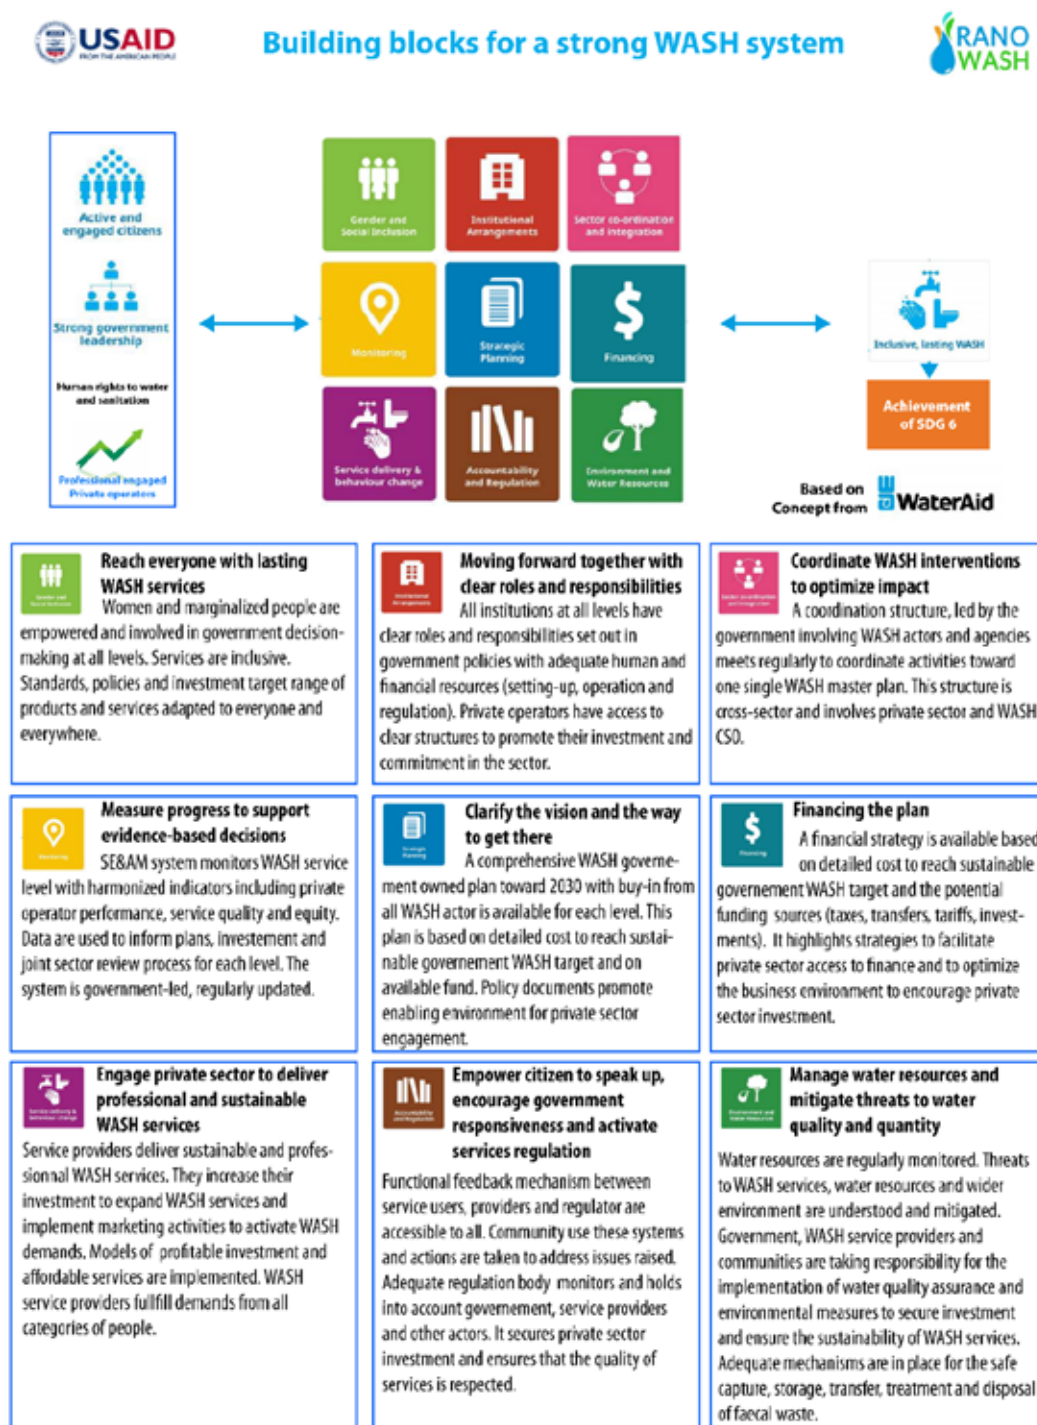 USAID
FROM THE AMERICAN PEOPLE
Building blocks for a strong WASH system
RANO
WASH
Active and
engaged citizens
Strong government
leadership
Human rights to water
and sanitation
Professional engaged
Private operators
Gender and
Social Inclusion
Institutional
Arrangements
Sector co-ordination
and integration
Monitoring
Strategic
Planning
Financing
Service delivery &
behaviour change
Accountability
and Regulation
Environment and
Water Resources
Inclusive, lasting WASH
Achievement
of SDG 6
Based on
Concept from
WaterAid
Gender and
Social Inclusion
Reach everyone with lasting
WASH services
Women and marginalized people are
empowered and involved in government decision-
making at all levels. Services are inclusive.
Standards, policies and investment target range of
products and services adapted to everyone and
everywhere.
Institutional
Arrangements
Moving forward together with
clear roles and responsibilities
All institutions at all levels have
clear roles and responsibilities set out in
government policies with adequate human and
financial resources (setting-up, operation and
regulation). Private operators have access to
clear structures to promote their investment and
commitment in the sector.
Sector co-ordination
and integration
Coordinate WASH interventions
to optimize impact
A coordination structure, led by the
government involving WASH actors and agencies
meets regularly to coordinate activities toward
one single WASH master plan. This structure is
cross-sector and involves private sector and WASH
CSO.
Monitoring
Measure progress to support
evidence-based decisions
SE&AM system monitors WASH service
level with harmonized indicators including private
operator performance, service quality and equity.
Data are used to inform plans, investement and
joint sector review process for each level. The
system is government-led, regularly updated.
Strategic
Planning
Clarify the vision and the way
to get there
A comprehensive WASH governe-
ment owned plan toward 2030 with buy-in from
all WASH actor is available for each level. This
plan is based on detailed cost to reach sustai-
nable governement WASH target and on
available fund. Policy documents promote
enabling environment for private sector
engagement.
Financing
Financing the plan
A financial strategy is available based
on detailed cost to reach sustainable
governement WASH target and the potential
funding sources (taxes, transfers, tariffs, invest-
ments). It highlights strategies to facilitate
private sector access to finance and to optimize
the business environment to encourage private
sector investment.
Service delivery &
behaviour change
Engage private sector to deliver
professional and sustainable
WASH services
Service providers deliver sustainable and profes-
sionnal WASH services. They increase their
investment to expand WASH services and
implement marketing activities to activate WASH
demands. Models of profitable investment and
affordable services are implemented. WASH
service providers fullfill demands from all
categories of people.
Accountability
and Regulation
Empower citizen to speak up,
encourage government
responsiveness and activate
services regulation
Functional feedback mechanism between
service users, providers and regulator are
accessible to all. Community use these systems
and actions are taken to address issues raised.
Adequate regulation body monitors and holds
into account governement, service providers
and other actors. It secures private sector
investment and ensures that the quality of
services is respected.
Environment and
Water Resources
Manage water resources and
mitigate threats to water
quality and quantity
Water resources are regularly monitored. Threats
to WASH services, water resources and wider
environment are understood and mitigated.
Government, WASH service providers and
communities are taking responsibility for the
implementation of water quality assurance and
environmental measures to secure investment
and ensure the sustainability of WASH services.
Adequate mechanisms are in place for the safe
capture, storage, transfer, treatment and disposal
of faecal waste.